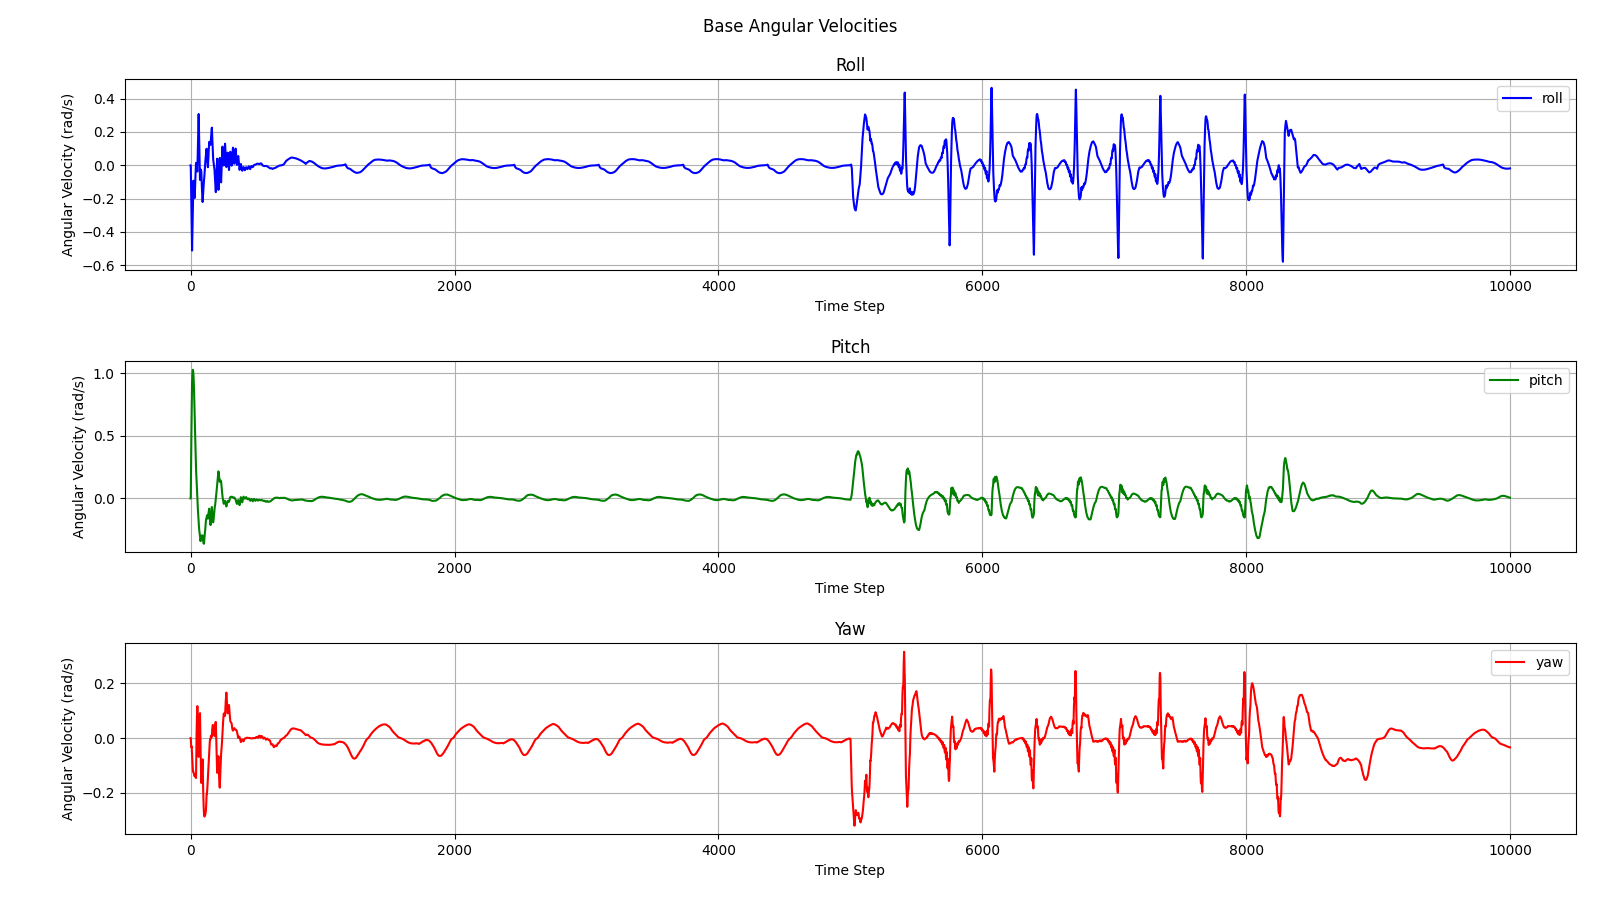 Base Angular Velocities
Roll
Angular Velocity (rad/s)
0.4
0.2
0.0
−0.2
−0.4
−0.6
roll
0 2000 4000 6000 8000 10000
Time Step
Pitch
Angular Velocity (rad/s)
1.0
0.5
0.0
pitch
0 2000 4000 6000 8000 10000
Time Step
Yaw
Angular Velocity (rad/s)
0.2
0.0
−0.2
yaw
0 2000 4000 6000 8000 10000
Time Step